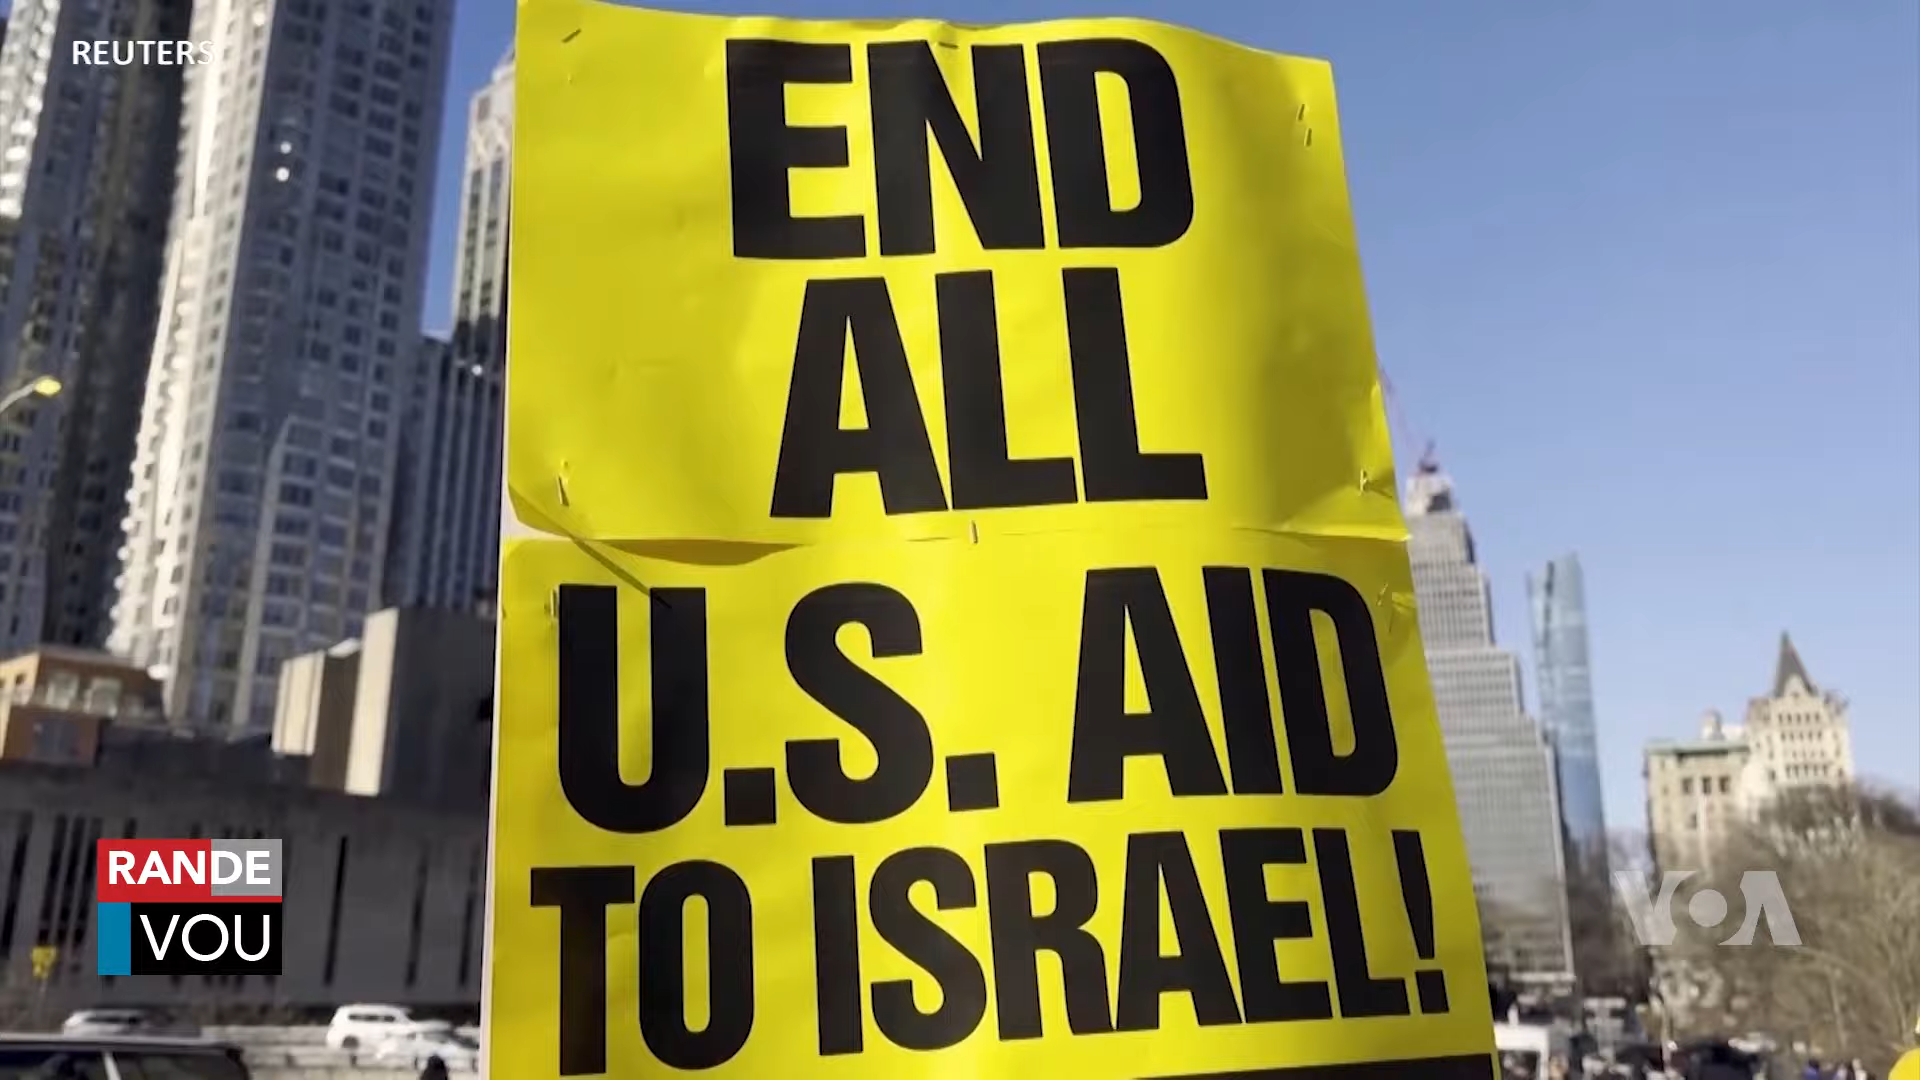 REUTERS
END
ALL
U.S. AID
TO ISRAEL!
RANDE
VOU
VOA